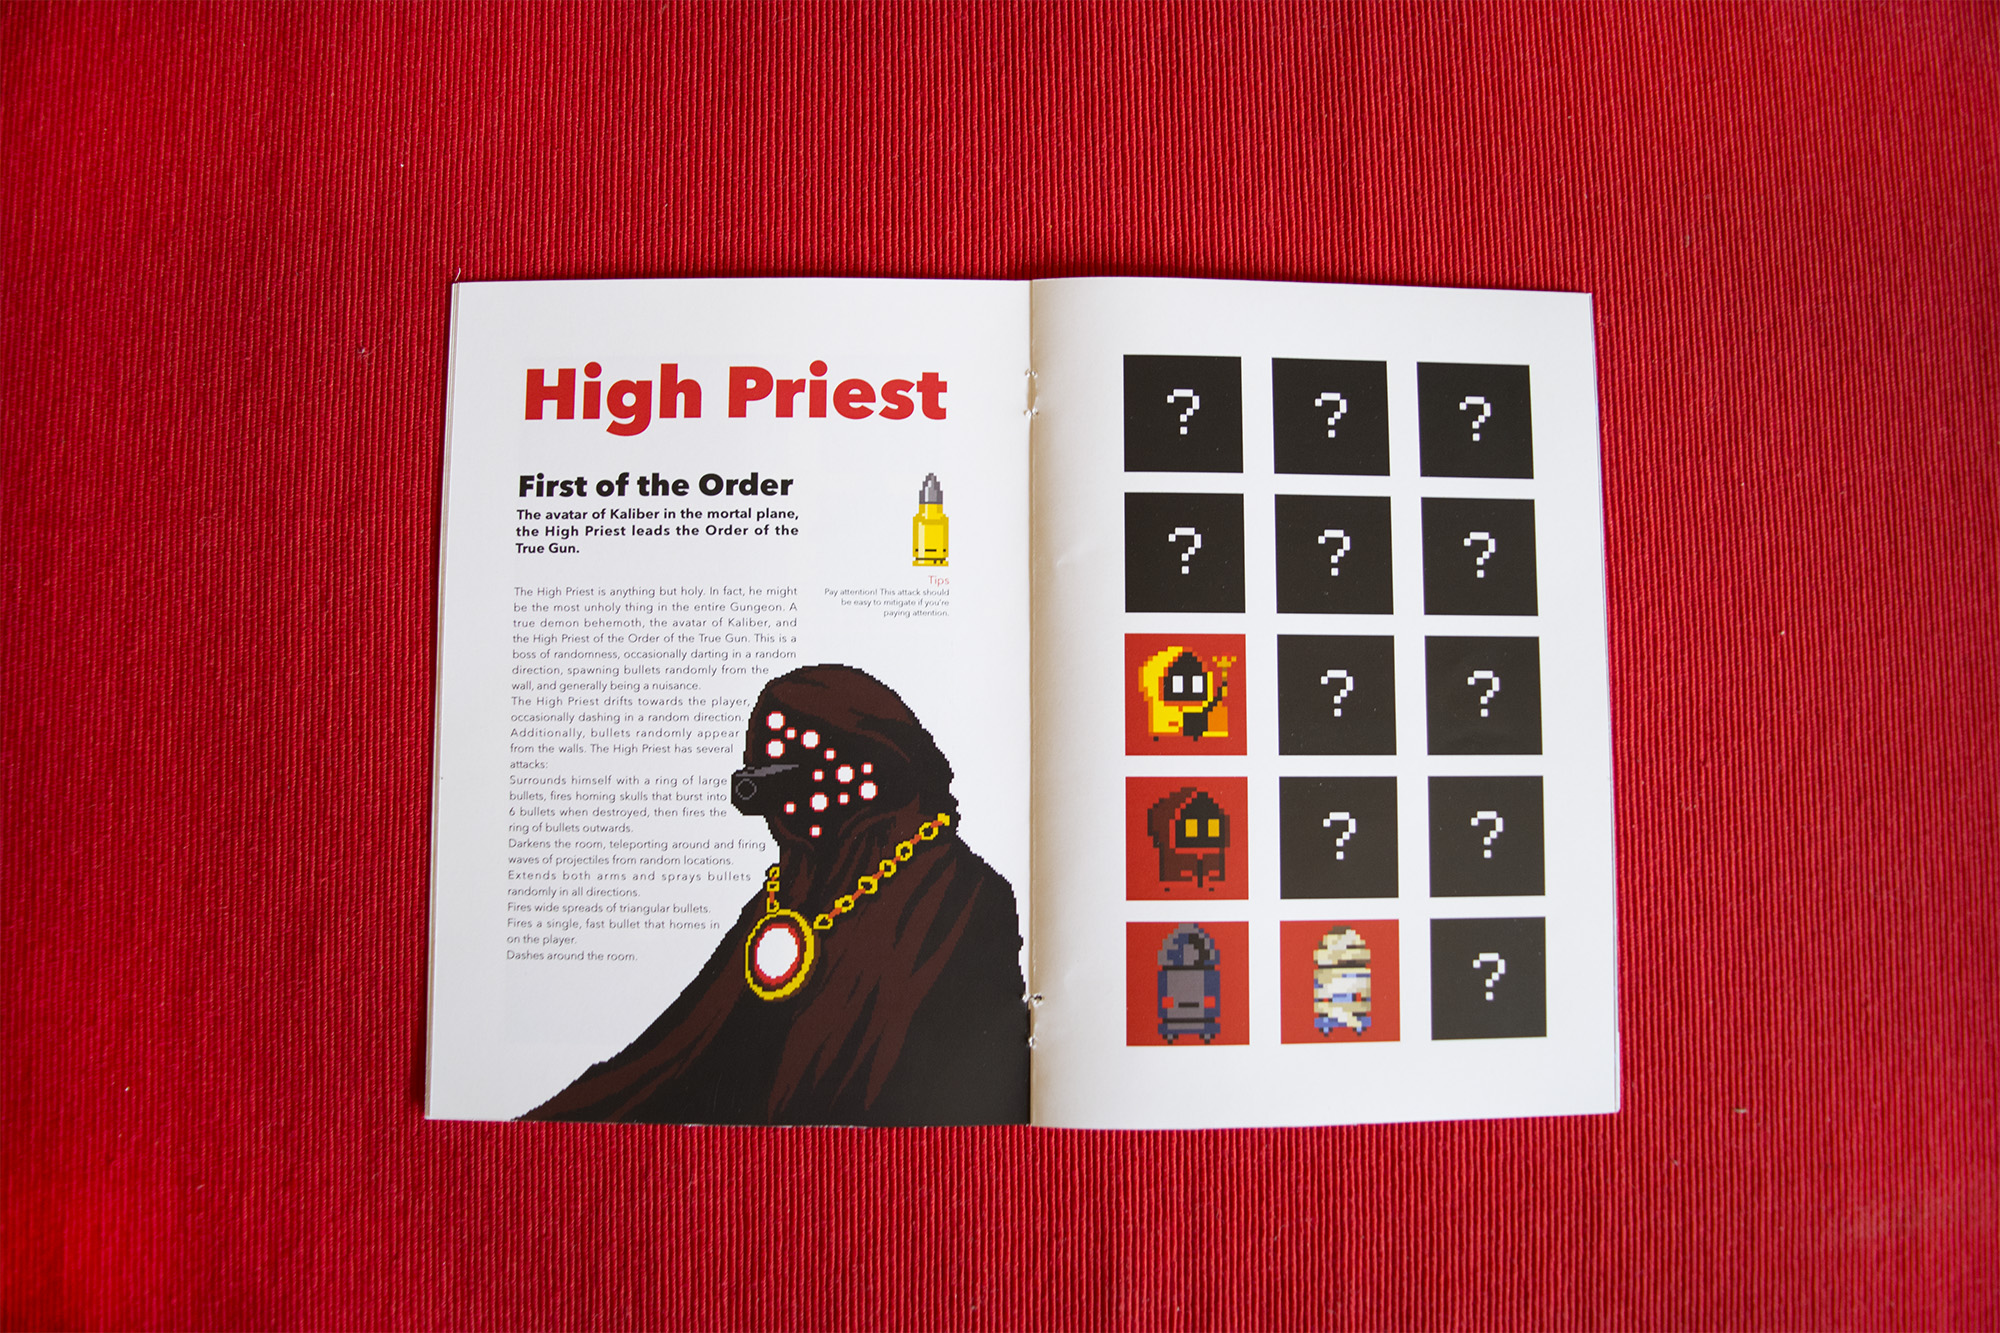 High Priest
First of the Order
The avatar of Kaliber in the mortal plane,
the High Priest leads the Order of the
True Gun.
Tips
Pay attention! This attack should
be easy to mitigate if you're
paying attention.
The High Priest is anything but holy. In fact, he might
be the most unholy thing in the entire Gungeon. A
true demon behemoth, the avatar of Kaliber, and
the High Priest of the Order of the True Gun. This is a
boss of randomness, occasionally darting in a random
direction, spawning bullets randomly from the
wall, and generally being a nuisance.
The High Priest drifts towards the player,
occasionally dashing in a random direction.
Additionally, bullets randomly appear
from the walls. The High Priest has several
attacks:
Surrounds himself with a ring of large
bullets, fires homing skulls that burst into
6 bullets when destroyed, then fires the
ring of bullets outwards.
Darkens the room, teleporting around and firing
waves of projectiles from random locations.
Extends both arms and sprays bullets
randomly in all directions.
Fires wide spreads of triangular bullets.
Fires a single, fast bullet that homes in
on the player.
Dashes around the room.
? ? ?
? ? ?
? ?
? ?
?